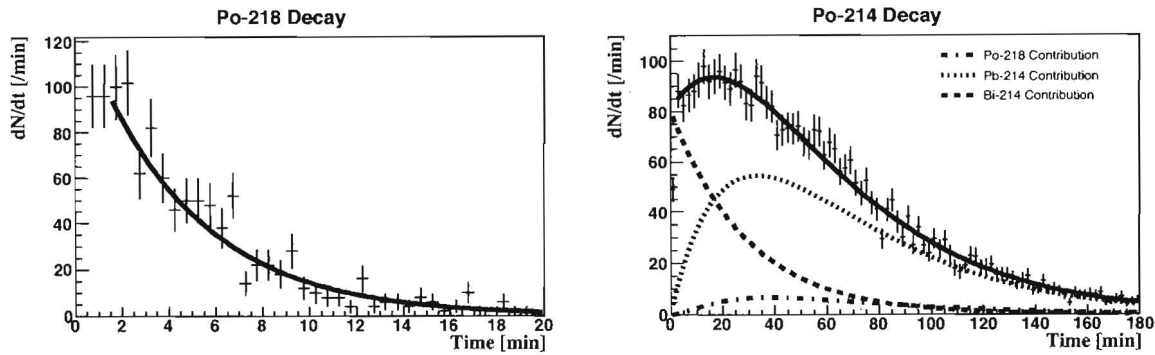 Po-218 Decay
dN/dt [/min]
120
100
80
60
40
20
0
0 2 4 6 8 10 12 14 16 18 20
Time [min]
Po-214 Decay
dN/dt [/min]
120
100
80
60
40
20
0
Po-218 Contribution
Pb-214 Contribution
Bi-214 Contribution
0 20 40 60 80 100 120 140 160 180
Time [min]